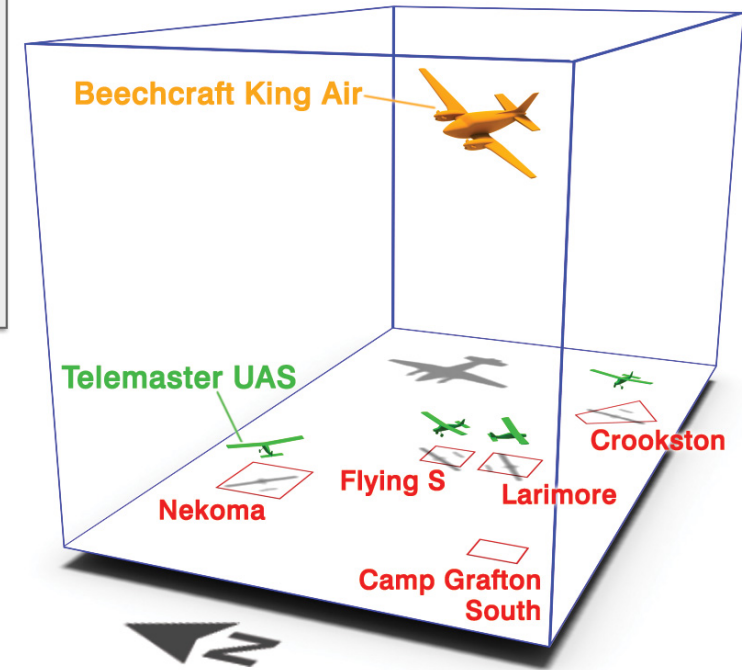 Beechcraft King Air
Telemaster UAS
Crookston
Flying S
Larimore
Nekoma
Camp Grafton
South
N